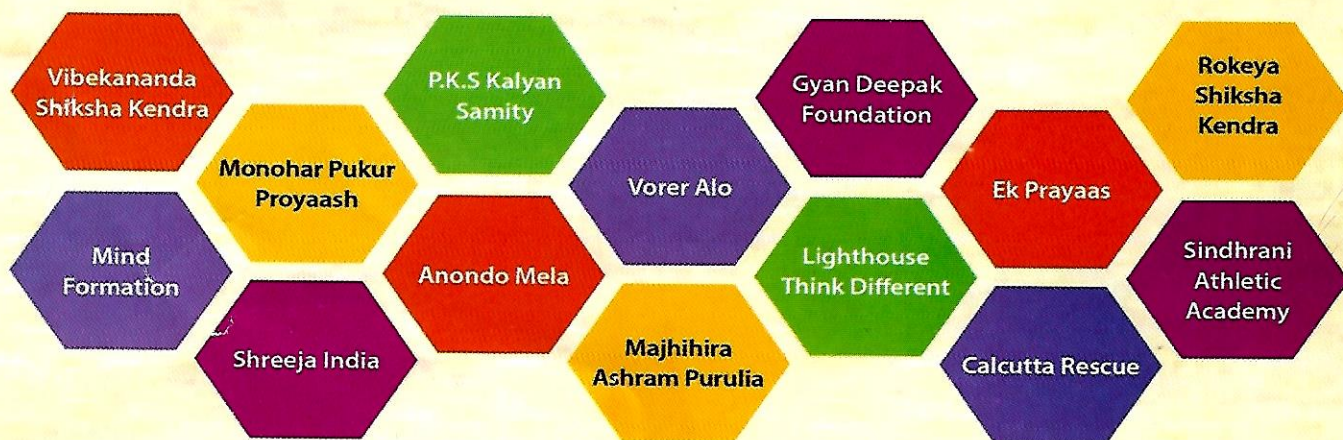 Vibekananda
Shiksha Kendra
P.K.S Kalyan
Samity
Gyan Deepak
Foundation
Rokeya
Shiksha
Kendra
Monohar Pukur
Proyaash
Vorer Alo
Ek Prayaas
Mind
Formation
Anondo Mela
Lighthouse
Think Different
Sindhrani
Athletic
Academy
Shreeja India
Majhihira
Ashram Purulia
Calcutta Rescue